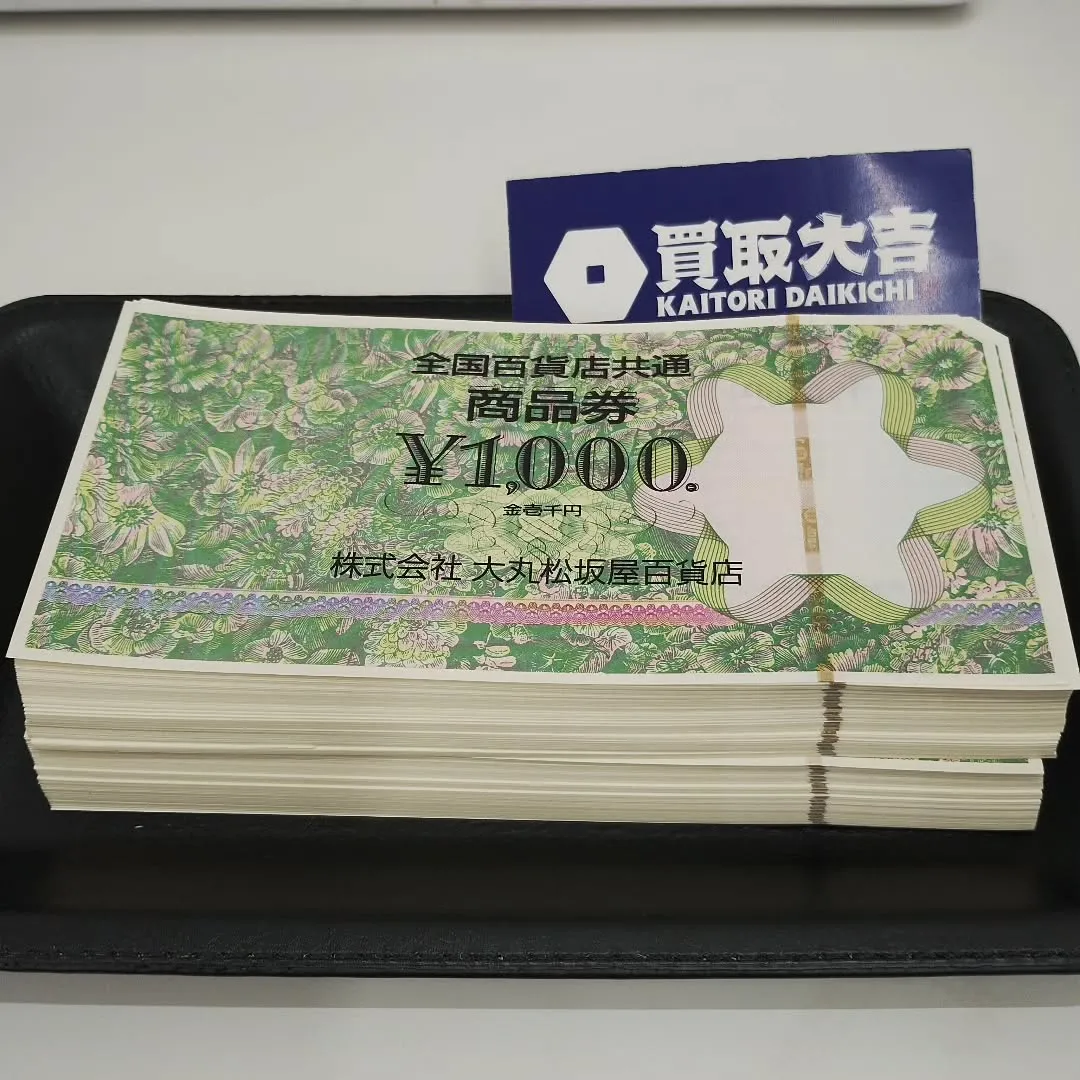 買取大吉
KAITORI DAIKICHI
全国百貨店共通
商品券
¥1,000.
金壱千円
株式会社 大丸松坂屋百貨店